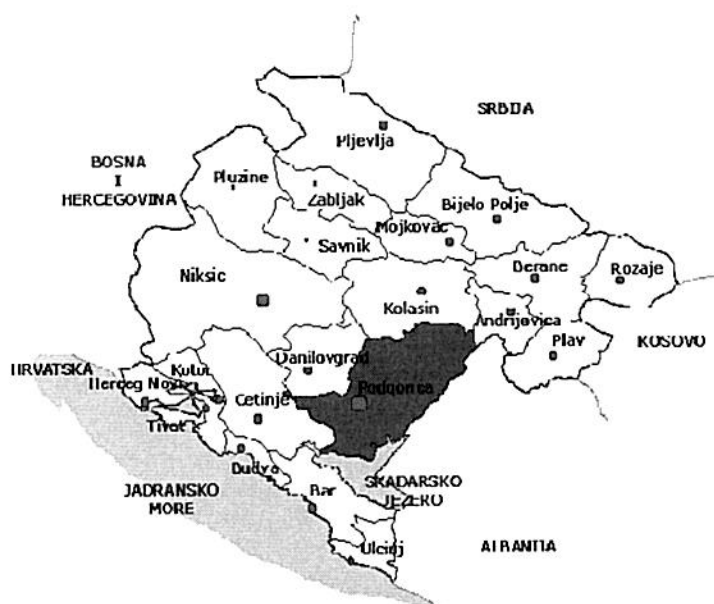 SRBIJA
Pljevlja
BOSNA
I
HERCEGOVINA
Pluzine
Zabljak
Bijelo Polje
Mojkovac
Savnik
Niksic
Berane
Rozaje
Kolasin
Andrijevica
KOSOVO
Plav
Danilovgrad
HRVATSKA
Kotor
Herceg Novi
Podgorica
Cetinje
Tivat
Budva
SKADARSKO
JEZERO
Bar
JADRANSKO
MORE
Ulcinj
ALBANIJA